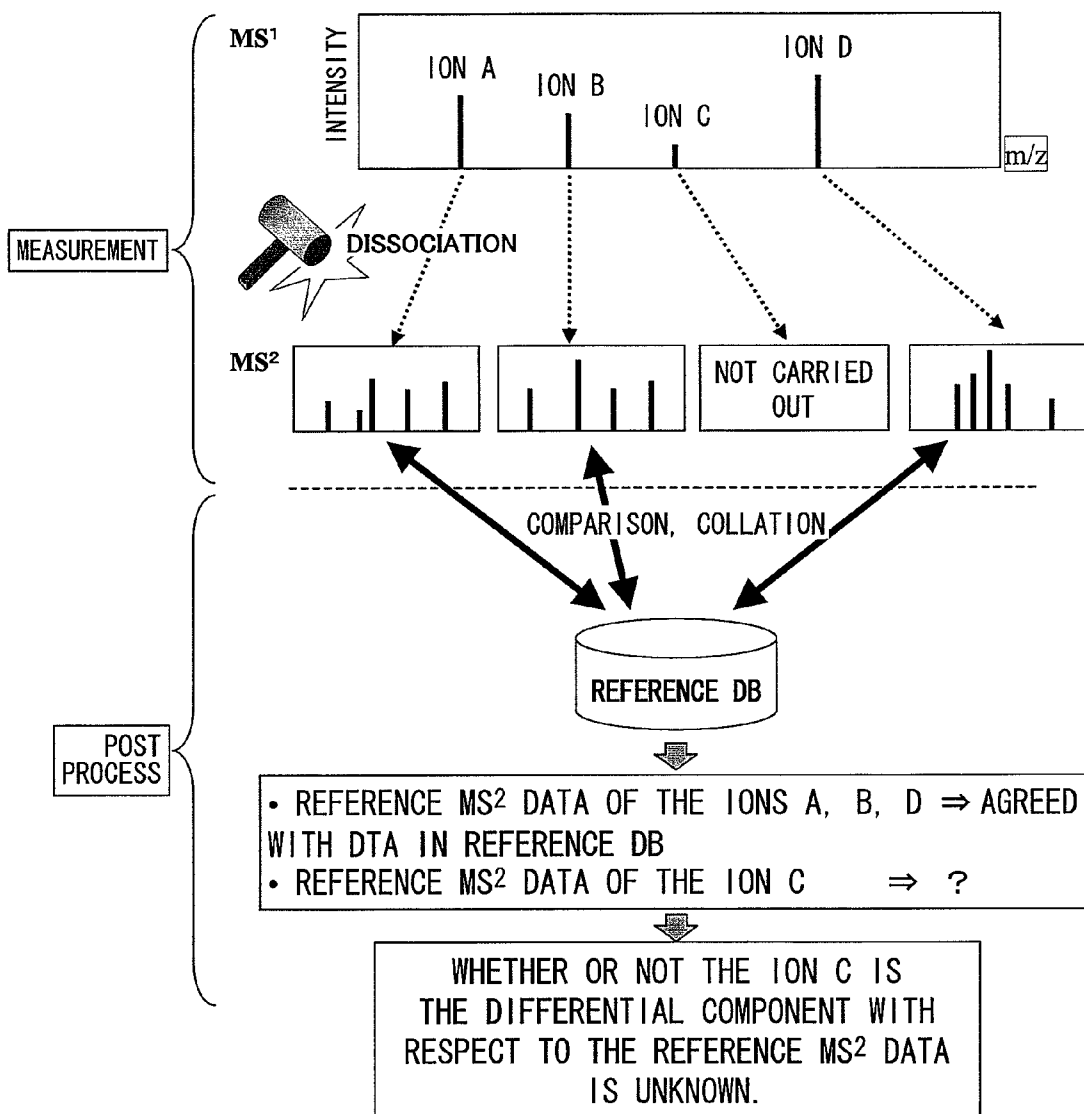 MS¹
INTENSITY
ION A
ION B
ION C
ION D
m/z
MEASUREMENT
DISSOCIATION
MS²
NOT CARRIED
OUT
COMPARISON, COLLATION
REFERENCE DB
POST
PROCESS
• REFERENCE MS² DATA OF THE IONS A, B, D ⇒ AGREED
WITH DTA IN REFERENCE DB
• REFERENCE MS² DATA OF THE ION C ⇒ ?
WHETHER OR NOT THE ION C IS
THE DIFFERENTIAL COMPONENT WITH
RESPECT TO THE REFERENCE MS² DATA
IS UNKNOWN.